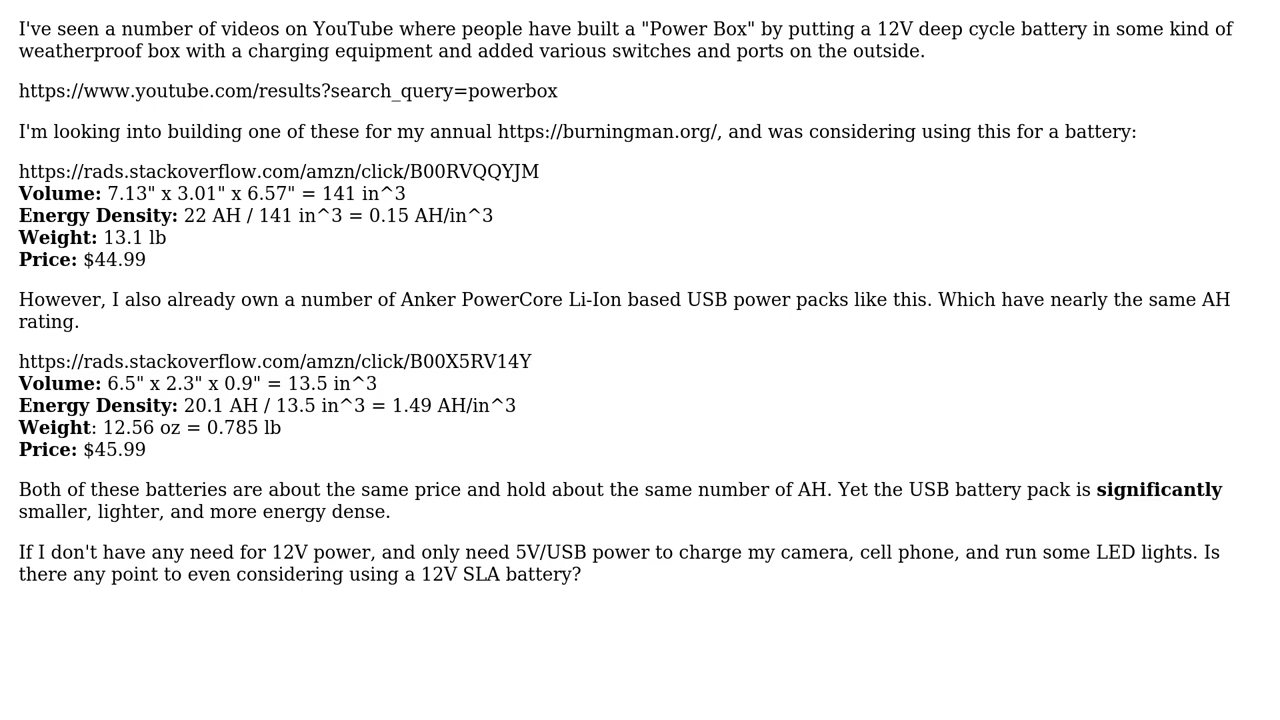 I've seen a number of videos on YouTube where people have built a "Power Box" by putting a 12V deep cycle battery in some kind of
weatherproof box with a charging equipment and added various switches and ports on the outside.
https://www.youtube.com/results?search_query=powerbox
I'm looking into building one of these for my annual https://burningman.org/, and was considering using this for a battery:
https://rads.stackoverflow.com/amzn/click/B00RVQQYJM
Volume: 7.13" x 3.01" x 6.57" = 141 in^3
Energy Density: 22 AH / 141 in^3 = 0.15 AH/in^3
Weight: 13.1 lb
Price: $44.99
However, I also already own a number of Anker PowerCore Li-Ion based USB power packs like this. Which have nearly the same AH
rating.
https://rads.stackoverflow.com/amzn/click/B00X5RV14Y
Volume: 6.5" x 2.3" x 0.9" = 13.5 in^3
Energy Density: 20.1 AH / 13.5 in^3 = 1.49 AH/in^3
Weight: 12.56 oz = 0.785 lb
Price: $45.99
Both of these batteries are about the same price and hold about the same number of AH. Yet the USB battery pack is significantly
smaller, lighter, and more energy dense.
If I don't have any need for 12V power, and only need 5V/USB power to charge my camera, cell phone, and run some LED lights. Is
there any point to even considering using a 12V SLA battery?